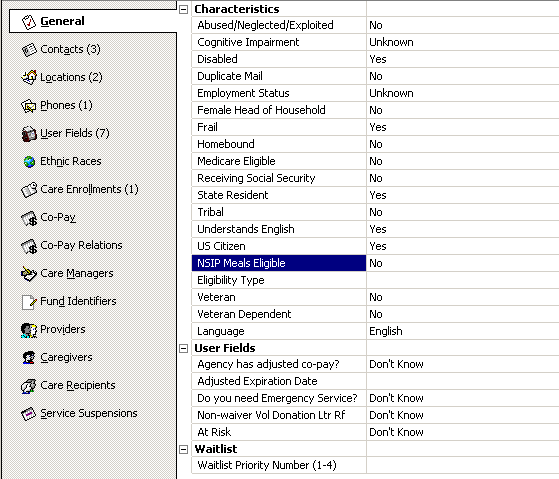 General
Contacts (3)
Locations (2)
Phones (1)
User Fields (7)
Ethnic Races
Care Enrollments (1)
Co-Pay
Co-Pay Relations
Care Managers
Fund Identifiers
Providers
Caregivers
Care Recipients
Service Suspensions
Characteristics
Abused/Neglected/Exploited No
Cognitive Impairment Unknown
Disabled Yes
Duplicate Mail No
Employment Status Unknown
Female Head of Household No
Frail Yes
Homebound No
Medicare Eligible No
Receiving Social Security No
State Resident Yes
Tribal No
Understands English Yes
US Citizen Yes
NSIP Meals Eligible No
Eligibility Type
Veteran No
Veteran Dependent No
Language English
User Fields
Agency has adjusted co-pay? Don't Know
Adjusted Expiration Date
Do you need Emergency Service? Don't Know
Non-waiver Vol Donation Ltr Rf Don't Know
At Risk Don't Know
Waitlist
Waitlist Priority Number (1-4)